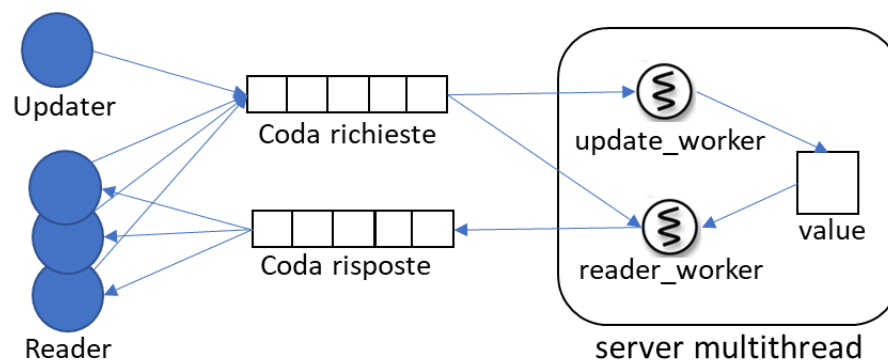 Updater
Coda richieste
update_worker
value
Coda risposte
reader_worker
Reader
server multithread